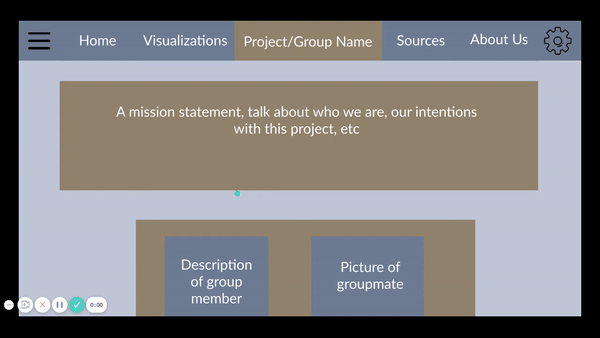 Home Visualizations Project/Group Name Sources About Us
A mission statement, talk about who we are, our intentions
with this project, etc
Description
of group
member
Picture of
groupmate
0:00